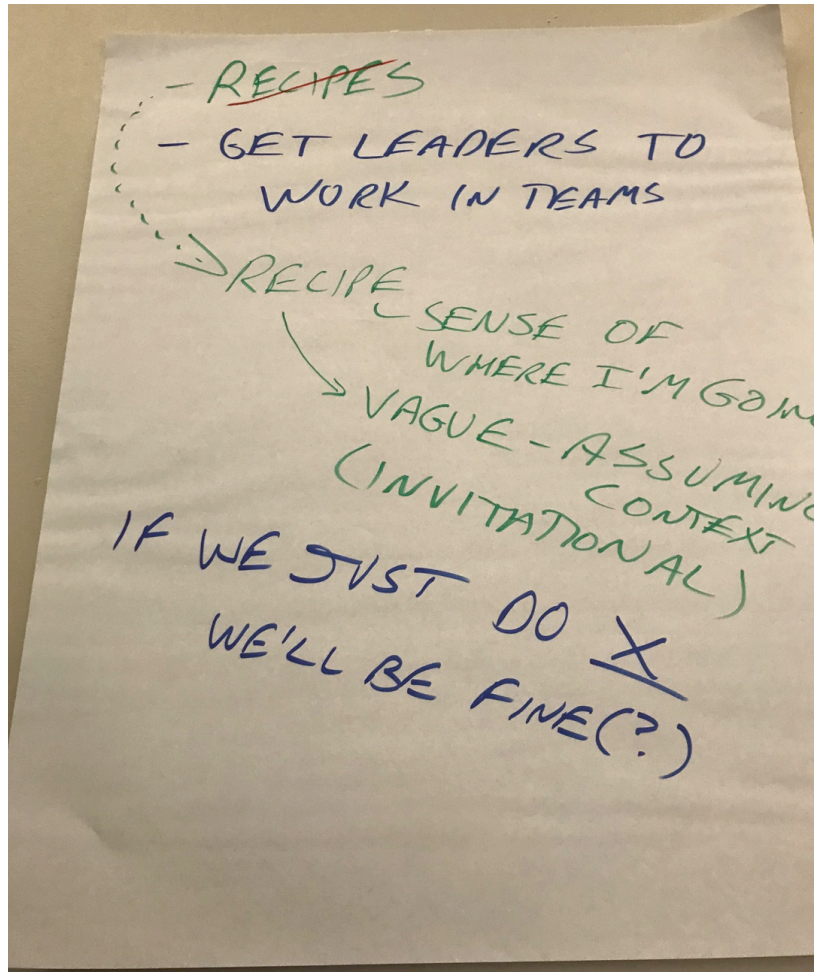 - RECIPES
- GET LEADERS TO
WORK IN TEAMS
RECIPE - SENSE OF
WHERE I'M GOIN
VAGUE - ASSUMING
CONTEXT
(INVITATIONAL)
IF WE JUST DO X
WE'LL BE FINE(?)